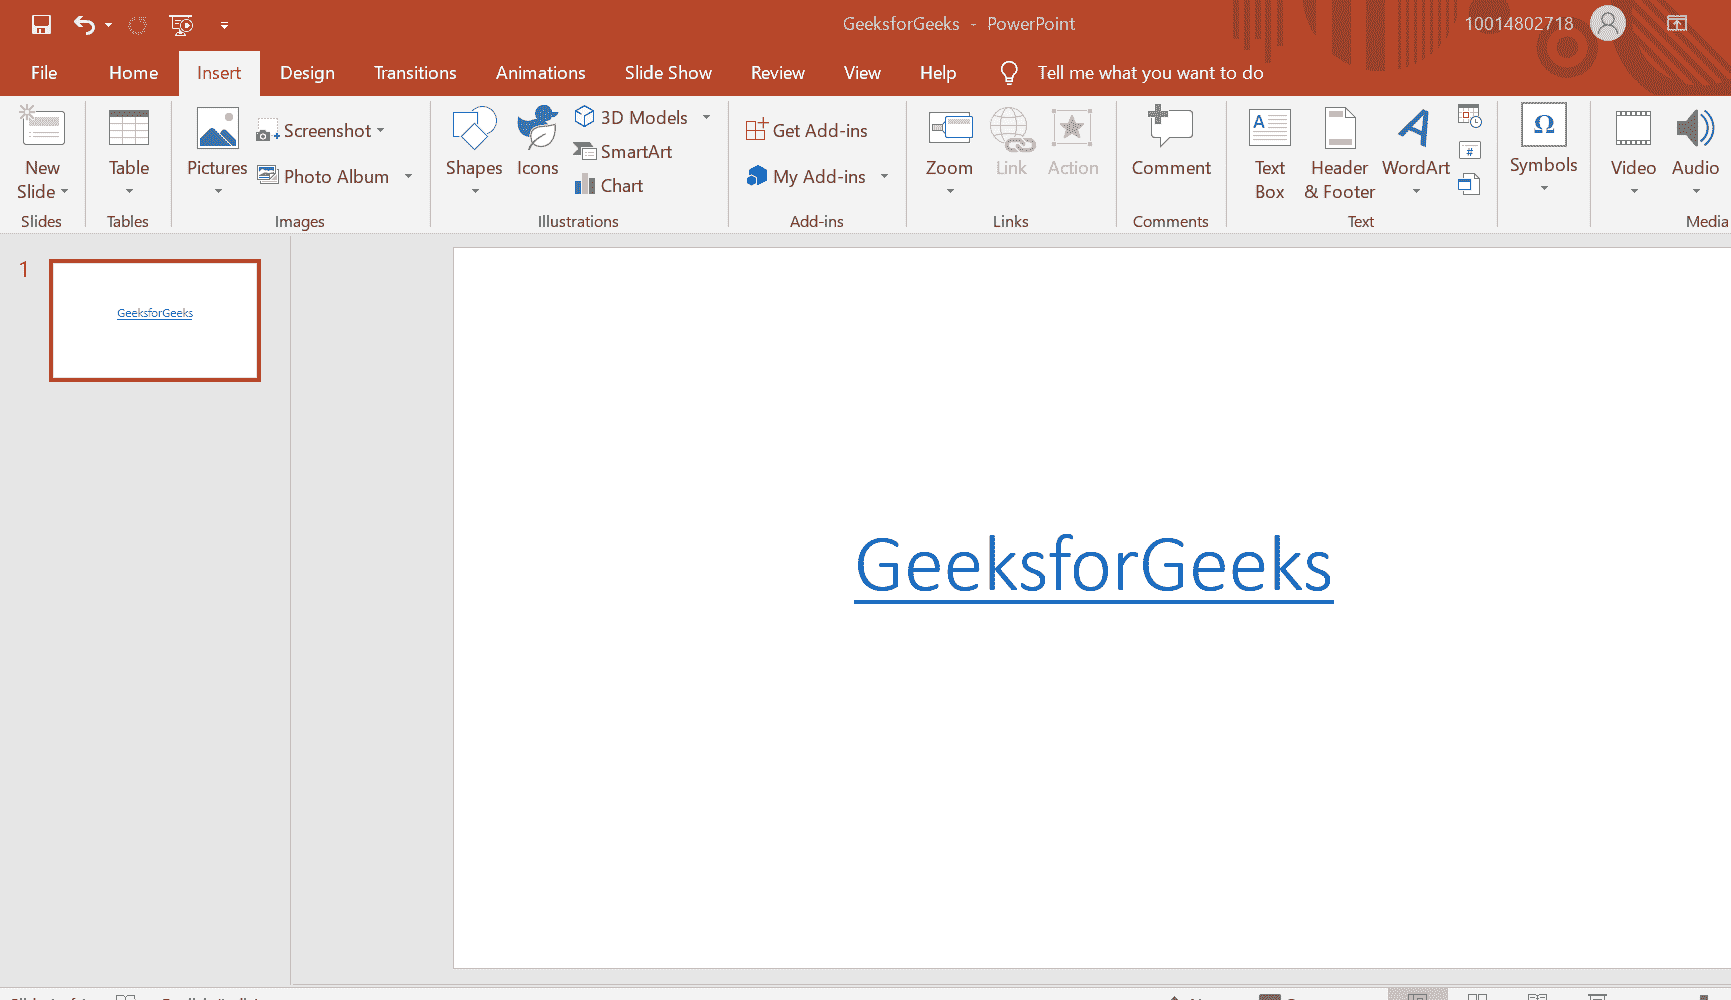 GeeksforGeeks - PowerPoint
10014802718
File Home Insert Design Transitions Animations Slide Show Review View Help Tell me what you want to do
New Slide
Table
Pictures
Screenshot
Photo Album
Shapes
Icons
3D Models
SmartArt
Chart
Get Add-ins
My Add-ins
Zoom
Link
Action
Comment
Text Box
Header & Footer
WordArt
Symbols
Video
Audio
Slides Tables Images Illustrations Add-ins Links Comments Text Media
1
GeeksforGeeks
GeeksforGeeks